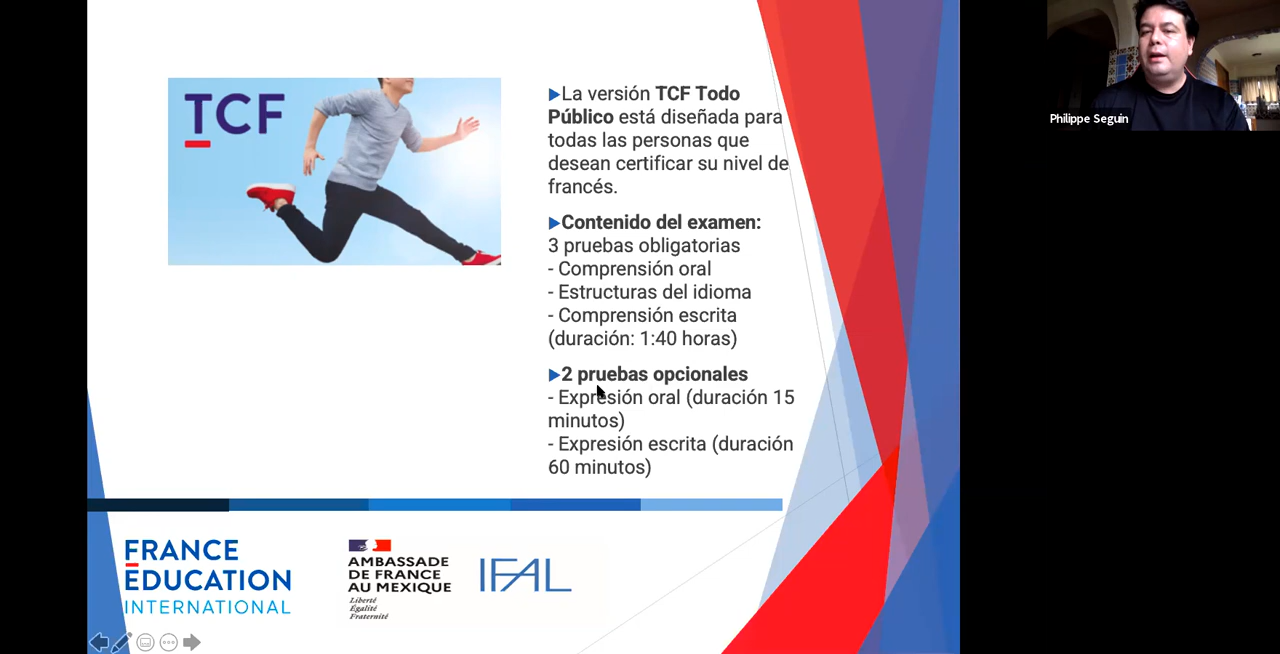 TCF
▶La versión TCF Todo
Público está diseñada para
todas las personas que
desean certificar su nivel de
francés.
▶Contenido del examen:
3 pruebas obligatorias
- Comprensión oral
- Estructuras del idioma
- Comprensión escrita
(duración: 1:40 horas)
▶2 pruebas opcionales
- Expresión oral (duración 15
minutos)
- Expresión escrita (duración
60 minutos)
FRANCE
EDUCATION
INTERNATIONAL
AMBASSADE
DE FRANCE
AU MEXIQUE
Liberté
Égalité
Fraternité
IFAL
Philippe Seguin